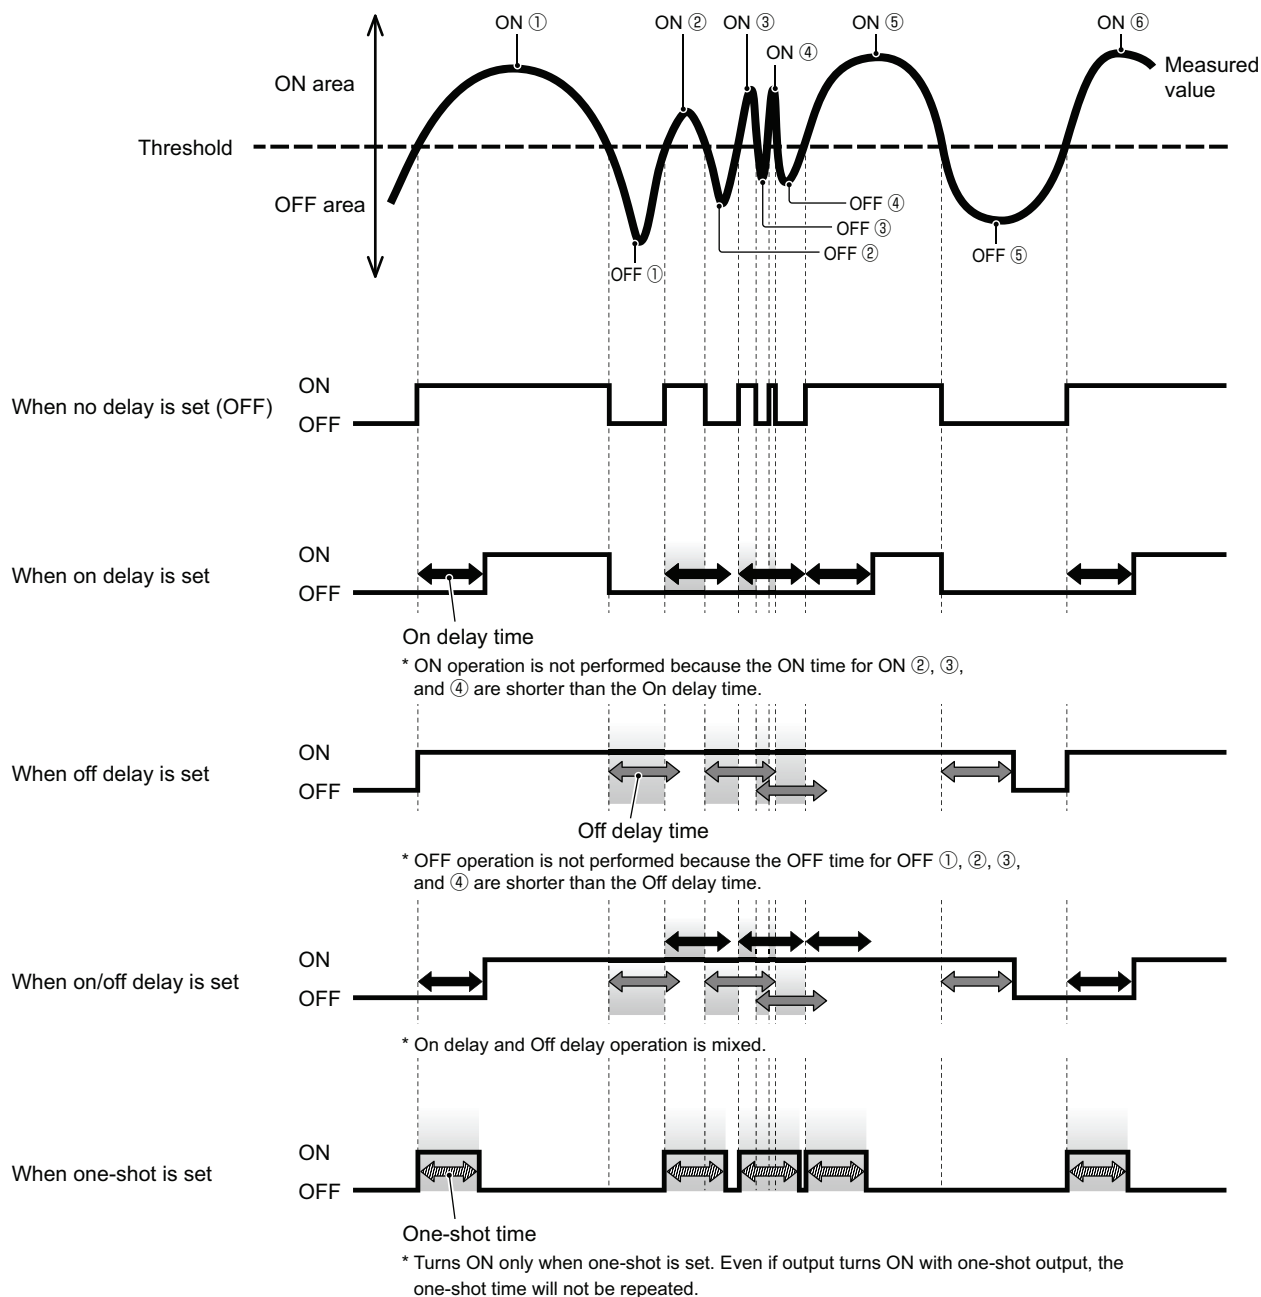 ON ① ON ② ON ③ ON ⑤ ON ⑥
ON ④
Measured
value
ON area
Threshold
OFF area
OFF ④
OFF ③
OFF ②
OFF ⑤
OFF ①
ON
When no delay is set (OFF)
OFF
ON
When on delay is set
OFF
On delay time
* ON operation is not performed because the ON time for ON ②, ③,
and ④ are shorter than the On delay time.
ON
When off delay is set
OFF
Off delay time
* OFF operation is not performed because the OFF time for OFF ①, ②, ③,
and ④ are shorter than the Off delay time.
ON
When on/off delay is set
OFF
* On delay and Off delay operation is mixed.
ON
When one-shot is set
OFF
One-shot time
* Turns ON only when one-shot is set. Even if output turns ON with one-shot output, the
one-shot time will not be repeated.